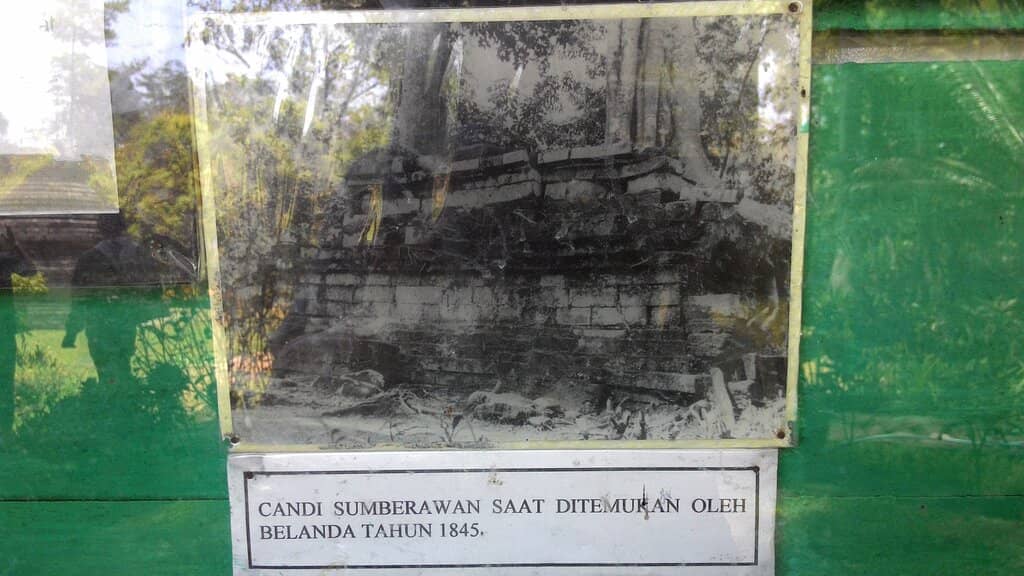 CANDI SUMBERAWAN SAAT DITEMUKAN OLEH
BELANDA TAHUN 1845.